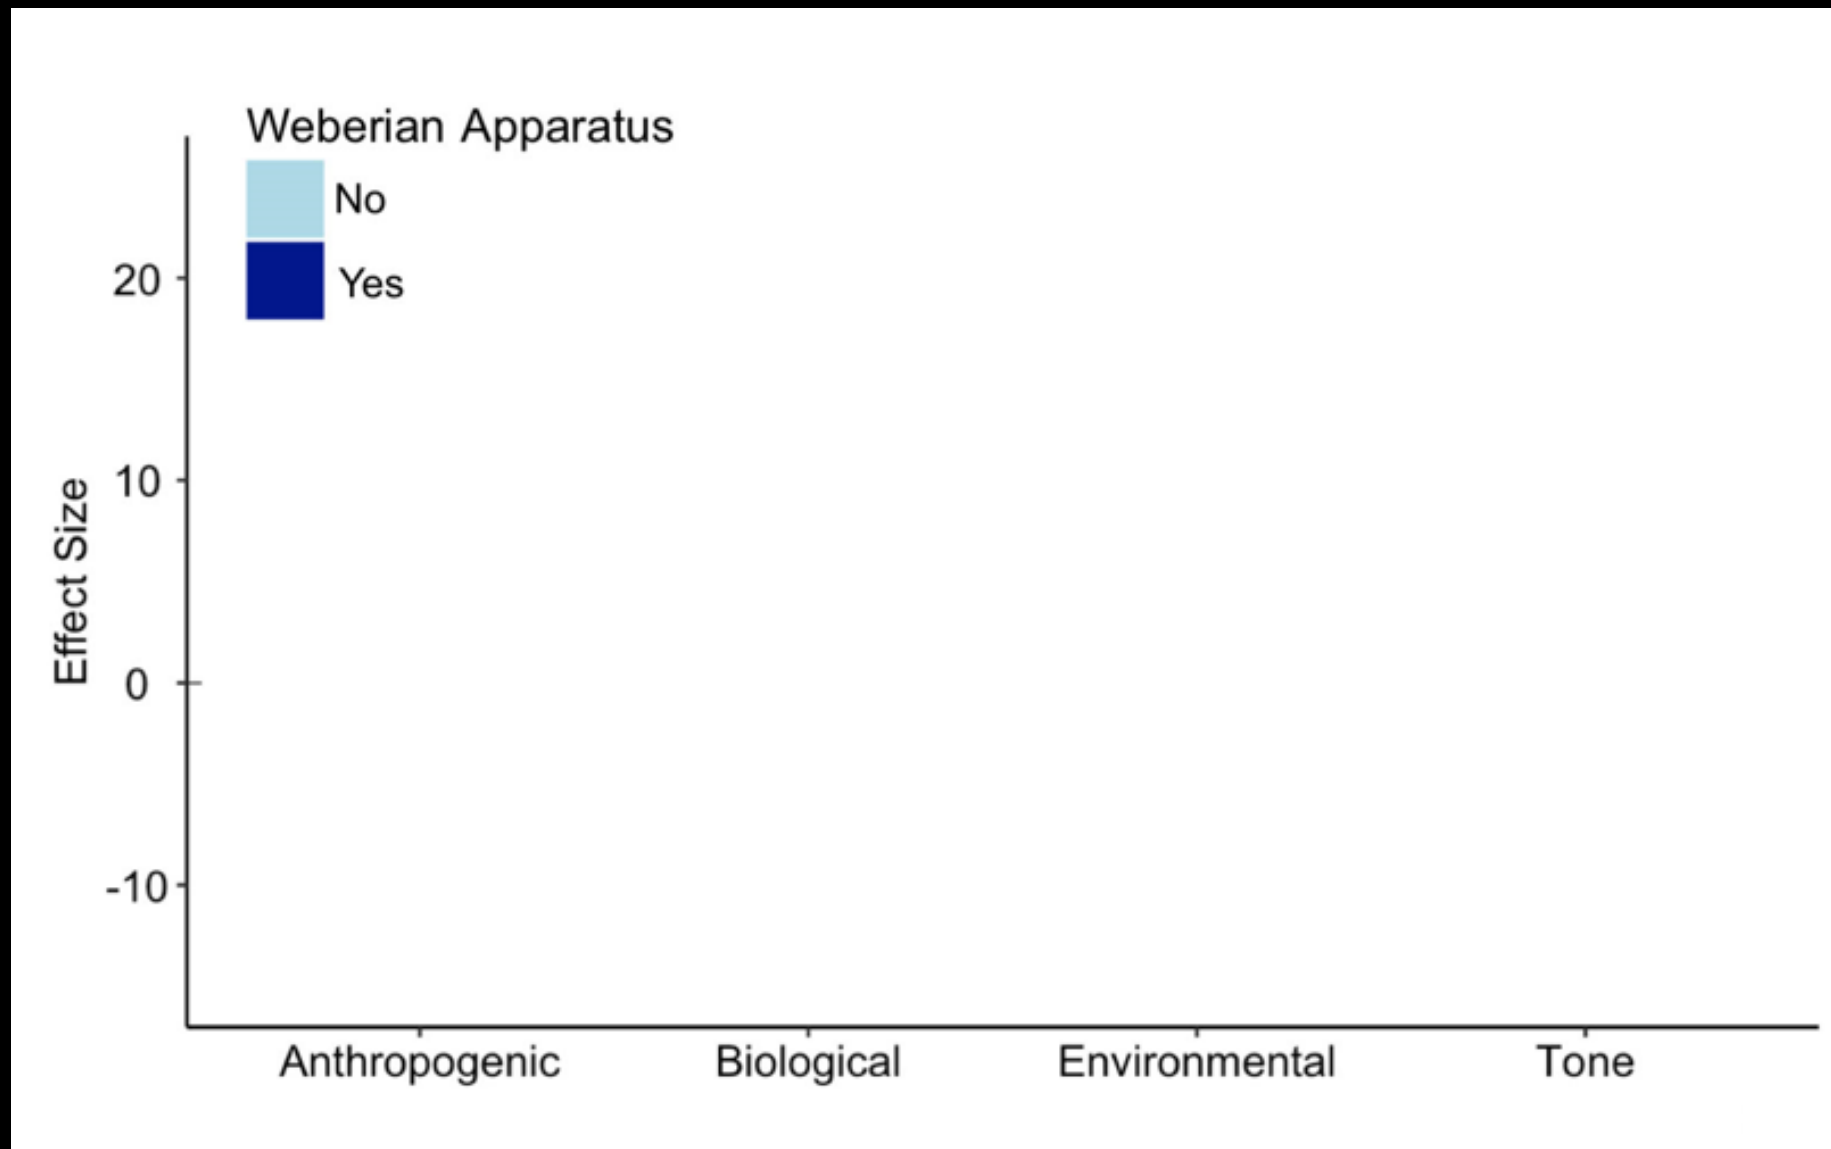 Weberian Apparatus
No
Yes
20
10
0
-10
Effect Size
Anthropogenic
Biological
Environmental
Tone